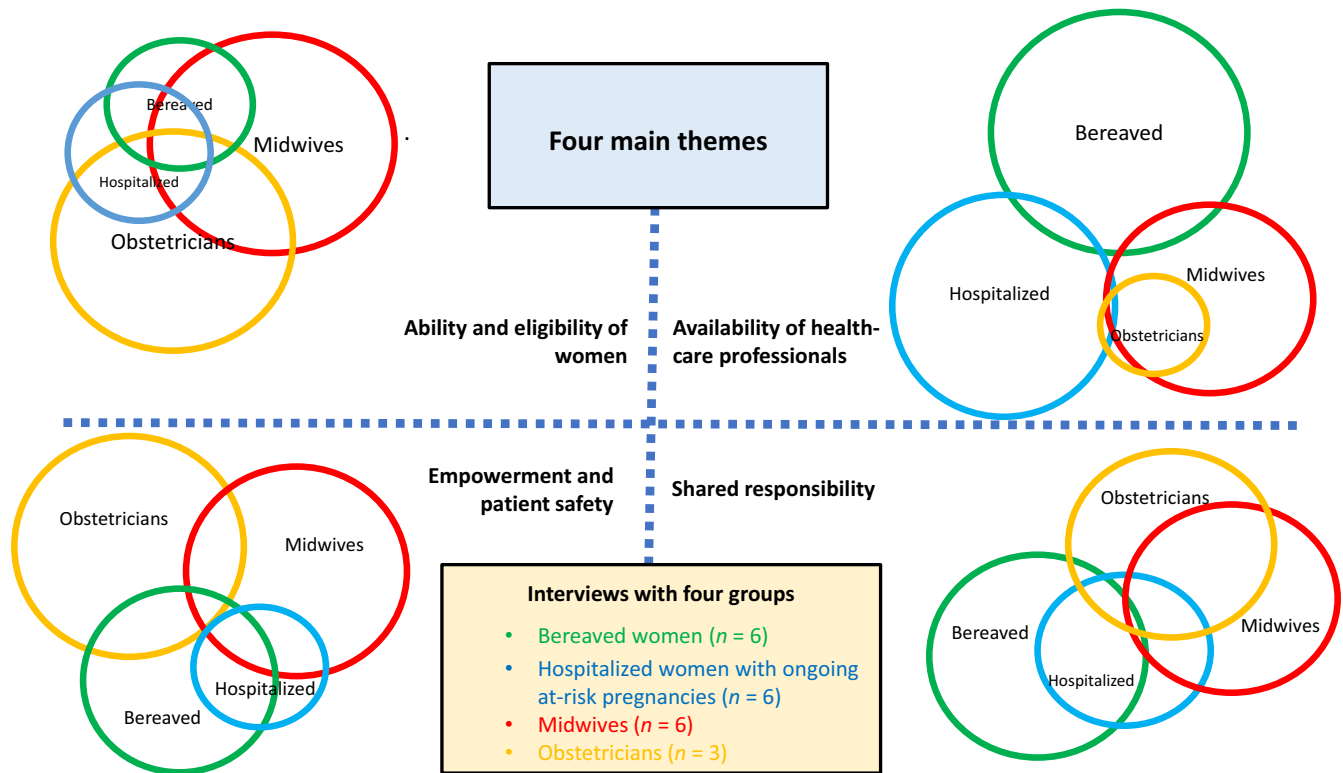 Bereaved
Midwives
Hospitalized
Obstetricians
.
Four main themes
Bereaved
Hospitalized
Midwives
Obstetricians
Ability and eligibility of
women
Availability of health-
care professionals
Empowerment and
patient safety
Shared responsibility
Obstetricians
Midwives
Bereaved
Hospitalized
Interviews with four groups
• Bereaved women (n = 6)
• Hospitalized women with ongoing
at-risk pregnancies (n = 6)
• Midwives (n = 6)
• Obstetricians (n = 3)
Obstetricians
Bereaved
Midwives
Hospitalized